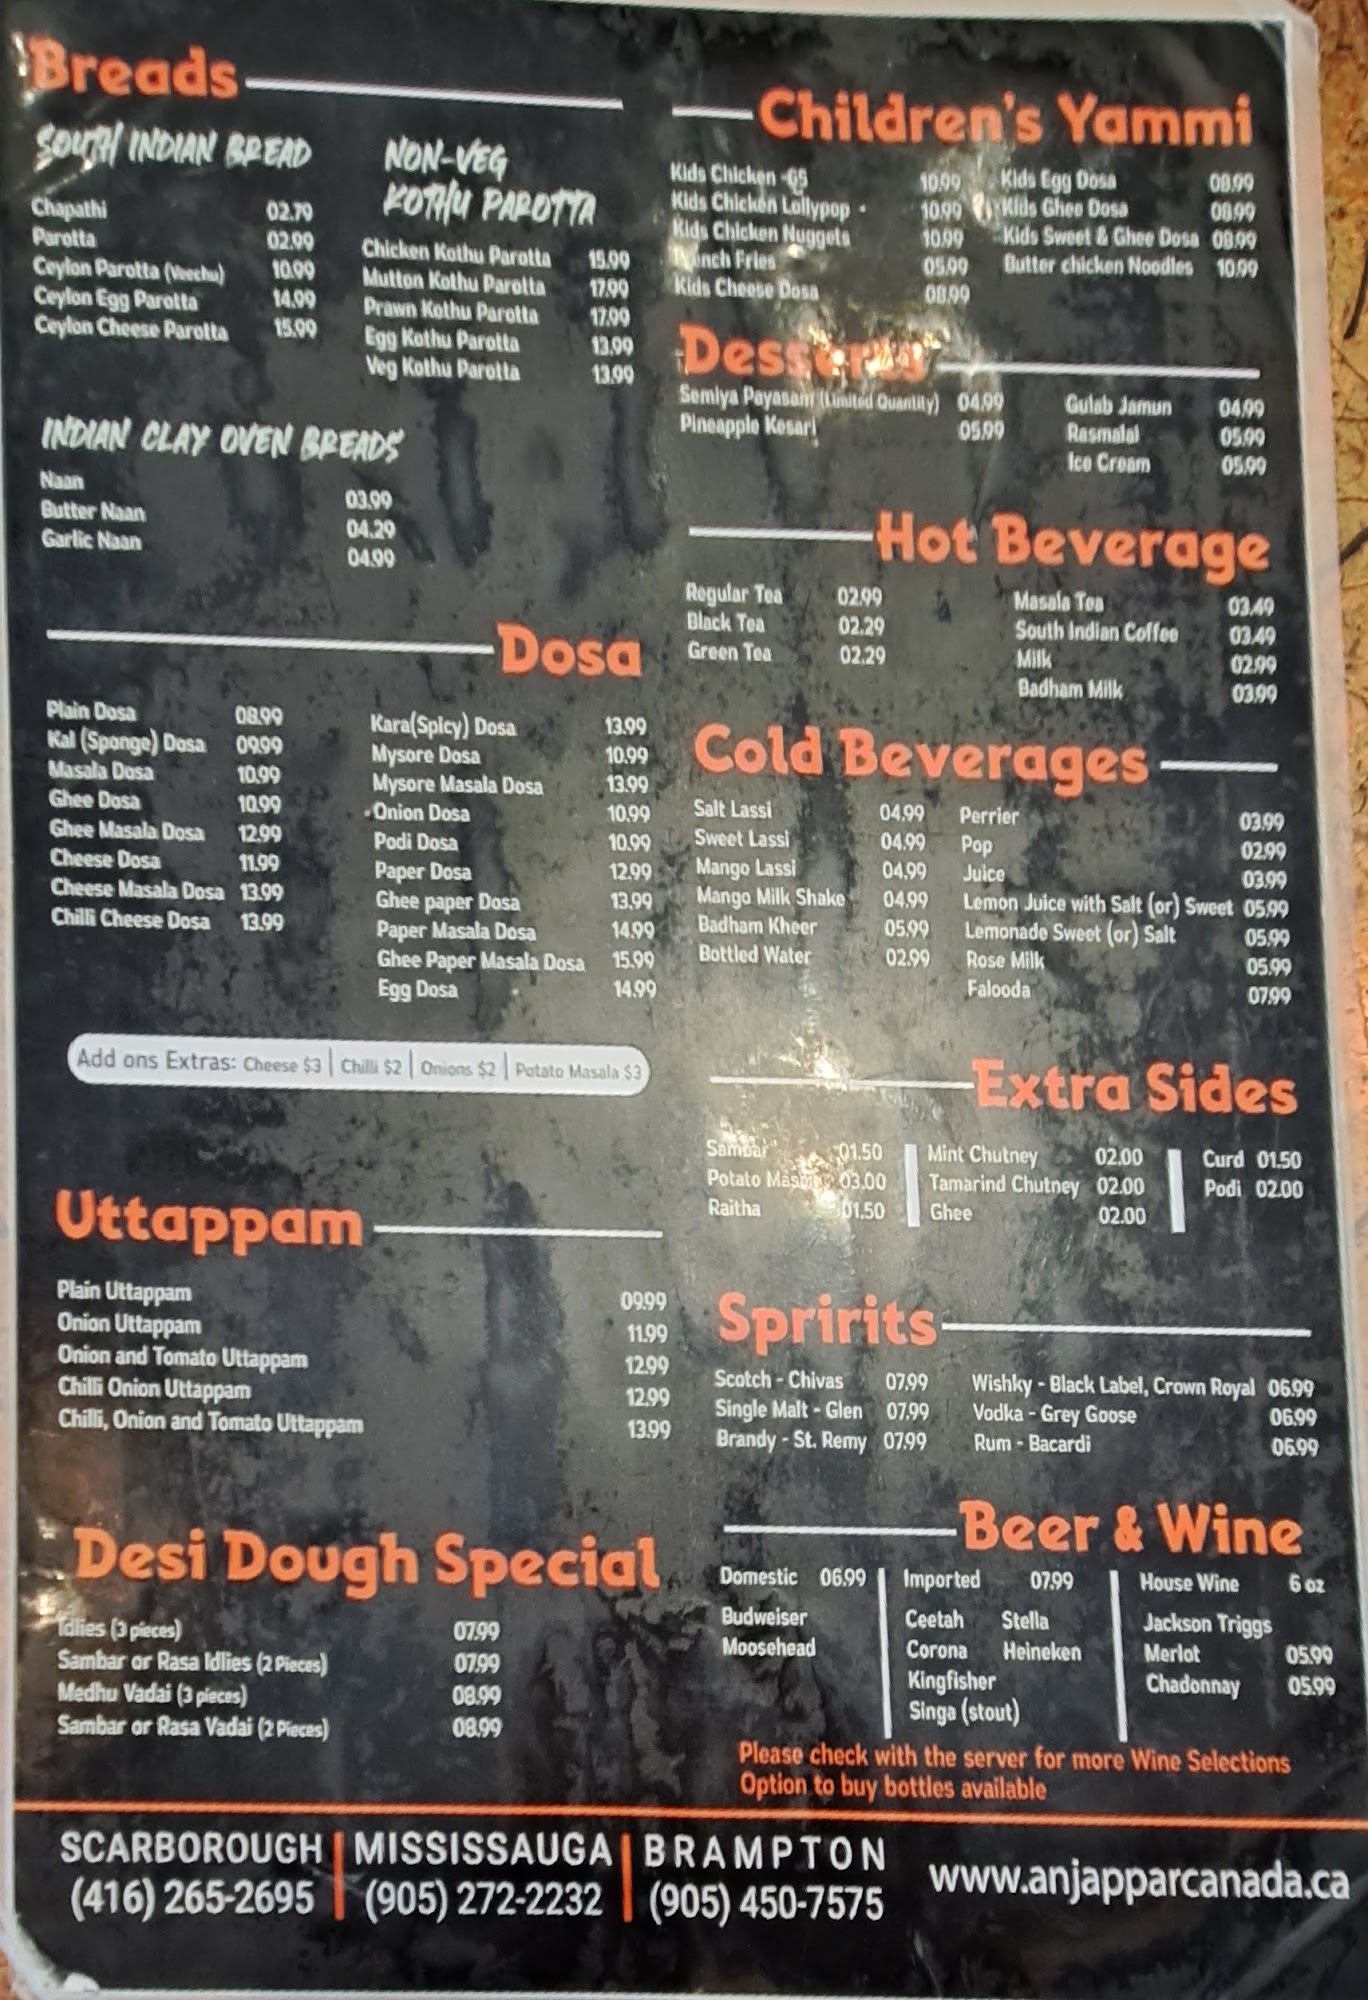 Breads
SOUTH INDIAN BREAD
Chapathi 02.79
Parotta 02.99
Ceylon Parotta (Veechu) 10.99
Ceylon Egg Parotta 14.99
Ceylon Cheese Parotta 15.99
NON-VEG
KOTHU PAROTTA
Chicken Kothu Parotta 15.99
Mutton Kothu Parotta 17.99
Prawn Kothu Parotta 17.99
Egg Kothu Parotta 13.99
Veg Kothu Parotta 13.99
INDIAN CLAY OVEN BREADS
Naan 03.99
Butter Naan 04.29
Garlic Naan 04.99
Dosa
Plain Dosa 08.99
Kal (Sponge) Dosa 09.99
Masala Dosa 10.99
Ghee Dosa 10.99
Ghee Masala Dosa 12.99
Cheese Dosa 11.99
Cheese Masala Dosa 13.99
Chilli Cheese Dosa 13.99
Kara(Spicy) Dosa 13.99
Mysore Dosa 10.99
Mysore Masala Dosa 13.99
Onion Dosa 10.99
Podi Dosa 10.99
Paper Dosa 12.99
Ghee paper Dosa 13.99
Paper Masala Dosa 14.99
Ghee Paper Masala Dosa 15.99
Egg Dosa 14.99
Add ons Extras: Cheese $3 | Chilli $2 | Onions $2 | Potato Masala $3
Uttappam
Plain Uttappam 09.99
Onion Uttappam 11.99
Onion and Tomato Uttappam 12.99
Chilli Onion Uttappam 12.99
Chilli, Onion and Tomato Uttappam 13.99
Desi Dough Special
Idlies (3 pieces) 07.99
Sambar or Rasa Idlies (2 Pieces) 07.99
Medhu Vadai (3 pieces) 08.99
Sambar or Rasa Vadai (2 Pieces) 08.99
Children's Yammi
Kids Chicken -65 10.99
Kids Chicken Lollypop 10.99
Kids Chicken Nuggets 10.99
Fries 05.99
Kids Cheese Dosa 08.99
Kids Egg Dosa 08.99
Kids Ghee Dosa 08.99
Kids Sweet & Ghee Dosa 08.99
Butter chicken Noodles 10.99
Desserts
Semiya Payasam (Limited Quantity) 04.99
Pineapple Kesari 05.99
Gulab Jamun 04.99
Rasmalai 05.99
Ice Cream 05.99
Hot Beverage
Regular Tea 02.99
Black Tea 02.29
Green Tea 02.29
Masala Tea 03.49
South Indian Coffee 03.49
Milk 02.99
Badham Milk 03.99
Cold Beverages
Salt Lassi 04.99
Sweet Lassi 04.99
Mango Lassi 04.99
Mango Milk Shake 04.99
Badham Kheer 05.99
Bottled Water 02.99
Perrier 03.99
Pop 02.99
Juice 03.99
Lemon Juice with Salt (or) Sweet 05.99
Lemonade Sweet (or) Salt 05.99
Rose Milk 05.99
Falooda 07.99
Extra Sides
Sambar 01.50
Potato Masala 03.00
Raitha 01.50
Mint Chutney 02.00
Tamarind Chutney 02.00
Ghee 02.00
Curd 01.50
Podi 02.00
Spririts
Scotch - Chivas 07.99
Single Malt - Glen 07.99
Brandy - St. Remy 07.99
Wishky - Black Label, Crown Royal 06.99
Vodka - Grey Goose 06.99
Rum - Bacardi 06.99
Beer & Wine
Domestic 06.99
Budweiser
Moosehead
Imported 07.99
Ceetah Stella
Corona Heineken
Kingfisher
Singa (stout)
House Wine 6 oz
Jackson Triggs
Merlot 05.99
Chadonnay 05.99
Please check with the server for more Wine Selections
Option to buy bottles available
SCARBOROUGH | MISSISSAUGA | BRAMPTON
(416) 265-2695 | (905) 272-2232 | (905) 450-7575
www.anjapparcanada.ca